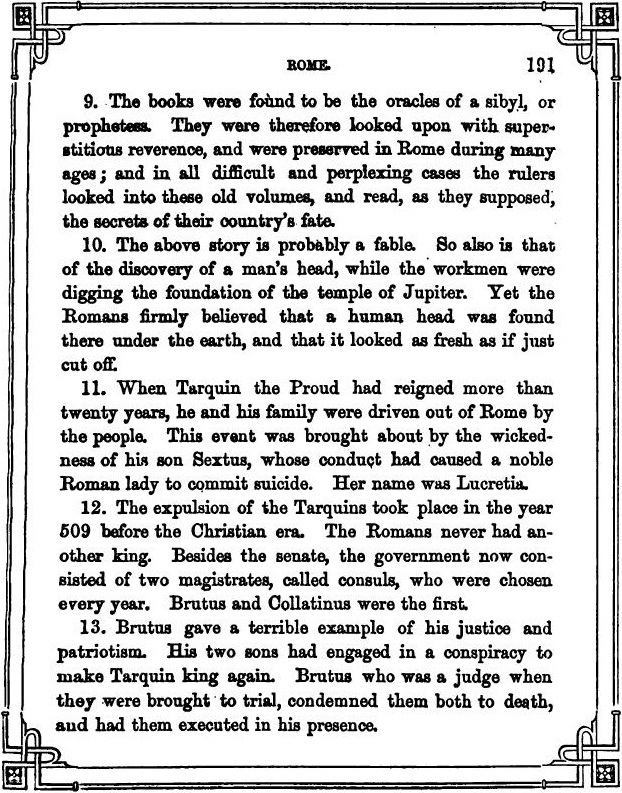 ROME.
191
9. The books were found to be the oracles of a sibyl, or
prophetess. They were therefore looked upon with super-
stitious reverence, and were preserved in Rome during many
ages; and in all difficult and perplexing cases the rulers
looked into these old volumes, and read, as they supposed,
the secrets of their country's fate.
10. The above story is probably a fable. So also is that
of the discovery of a man's head, while the workmen were
digging the foundation of the temple of Jupiter. Yet the
Romans firmly believed that a human head was found
there under the earth, and that it looked as fresh as if just
cut off.
11. When Tarquin the Proud had reigned more than
twenty years, he and his family were driven out of Rome by
the people. This event was brought about by the wicked-
ness of his son Sextus, whose conduct had caused a noble
Roman lady to commit suicide. Her name was Lucretia.
12. The expulsion of the Tarquins took place in the year
509 before the Christian era. The Romans never had an-
other king. Besides the senate, the government now con-
sisted of two magistrates, called consuls, who were chosen
every year. Brutus and Collatinus were the first.
13. Brutus gave a terrible example of his justice and
patriotism. His two sons had engaged in a conspiracy to
make Tarquin king again. Brutus who was a judge when
they were brought to trial, condemned them both to death,
and had them executed in his presence.